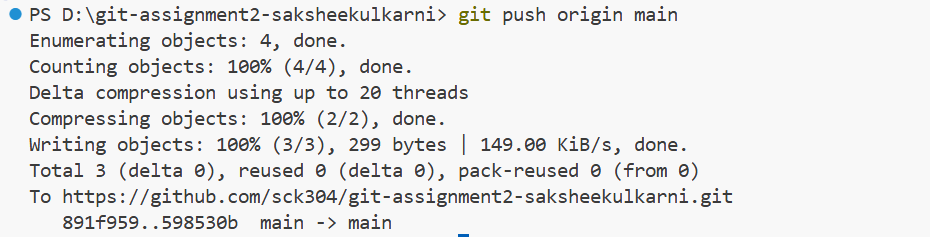 PS D:\git-assignment2-saksheekulkarni> git push origin main
Enumerating objects: 4, done.
Counting objects: 100% (4/4), done.
Delta compression using up to 20 threads
Compressing objects: 100% (2/2), done.
Writing objects: 100% (3/3), 299 bytes | 149.00 KiB/s, done.
Total 3 (delta 0), reused 0 (delta 0), pack-reused 0 (from 0)
To https://github.com/sck304/git-assignment2-saksheekulkarni.git
   891f959..598530b  main -> main